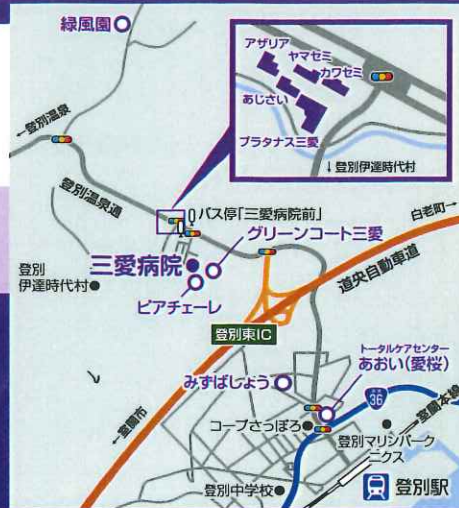 緑風園
アザリア
ヤマセミ
カワセミ
あじさい
プラタナス三愛
↓登別伊達時代村
←登別温泉
登別温泉通
バス停「三愛病院前」
グリーンコート三愛
白老町→
三愛病院
登別
伊達時代村
ピアチェーレ
道央自動車道
登別東IC
トータルケアセンター
あおい(愛桜)
みずばしょう
36
室蘭本線
←室蘭市
コープさっぽろ
登別マリンパーク
ニクス
登別中学校
登別駅